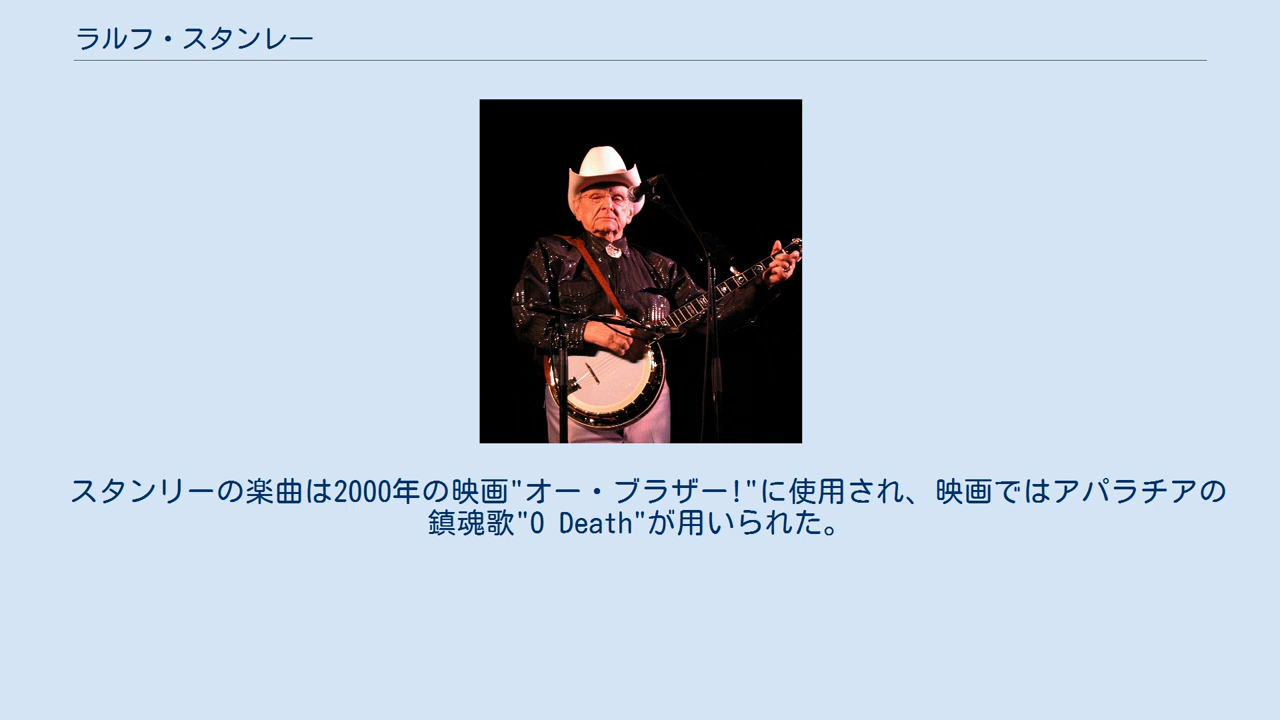 ラルフ・スタンレー
スタンリーの楽曲は2000年の映画"オー・ブラザー!"に使用され、映画ではアパラチアの
鎮魂歌"O Death"が用いられた。